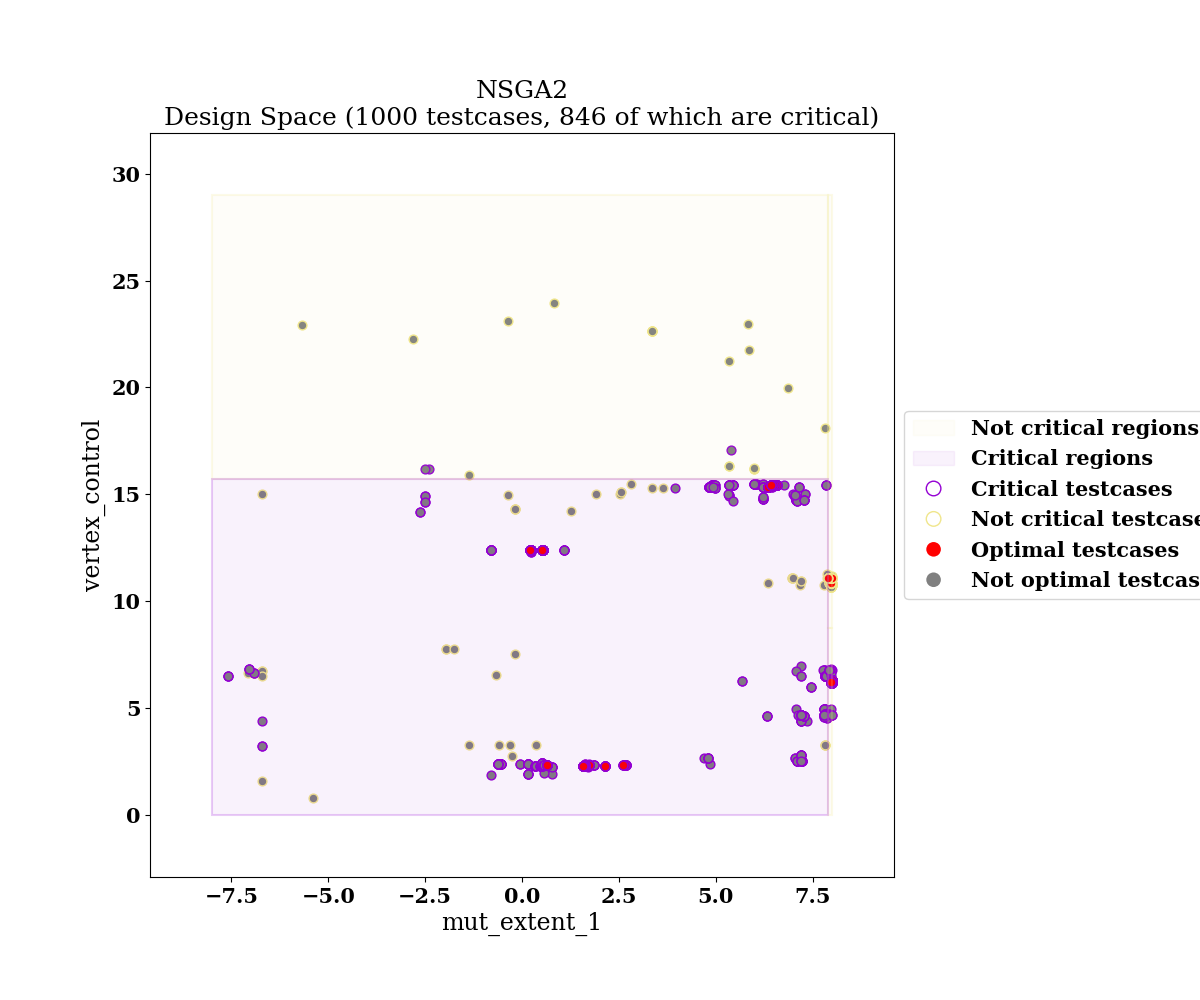 NSGA2
Design Space (1000 testcases, 846 of which are critical)
30
25
20
15
10
5
0
vertex_control
−7.5 −5.0 −2.5 0.0 2.5 5.0 7.5
mut_extent_1
Not critical regions
Critical regions
Critical testcases
Not critical testcase
Optimal testcases
Not optimal testcas